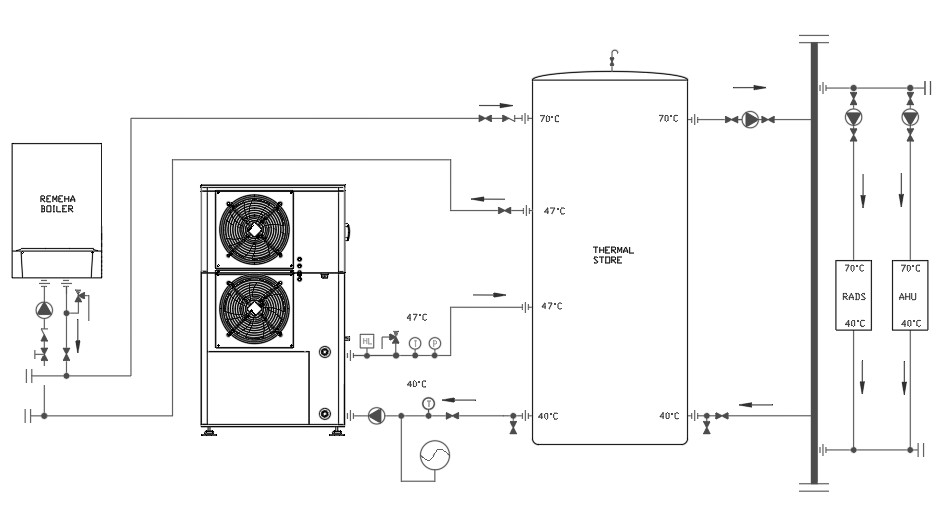 70°C
70°C
REMEHA
BOILER
47°C
THERMAL
STORE
70°C
70°C
RADS
AHU
47°C
47°C
HL
T
P
40°C
40°C
40°C
T
40°C
40°C